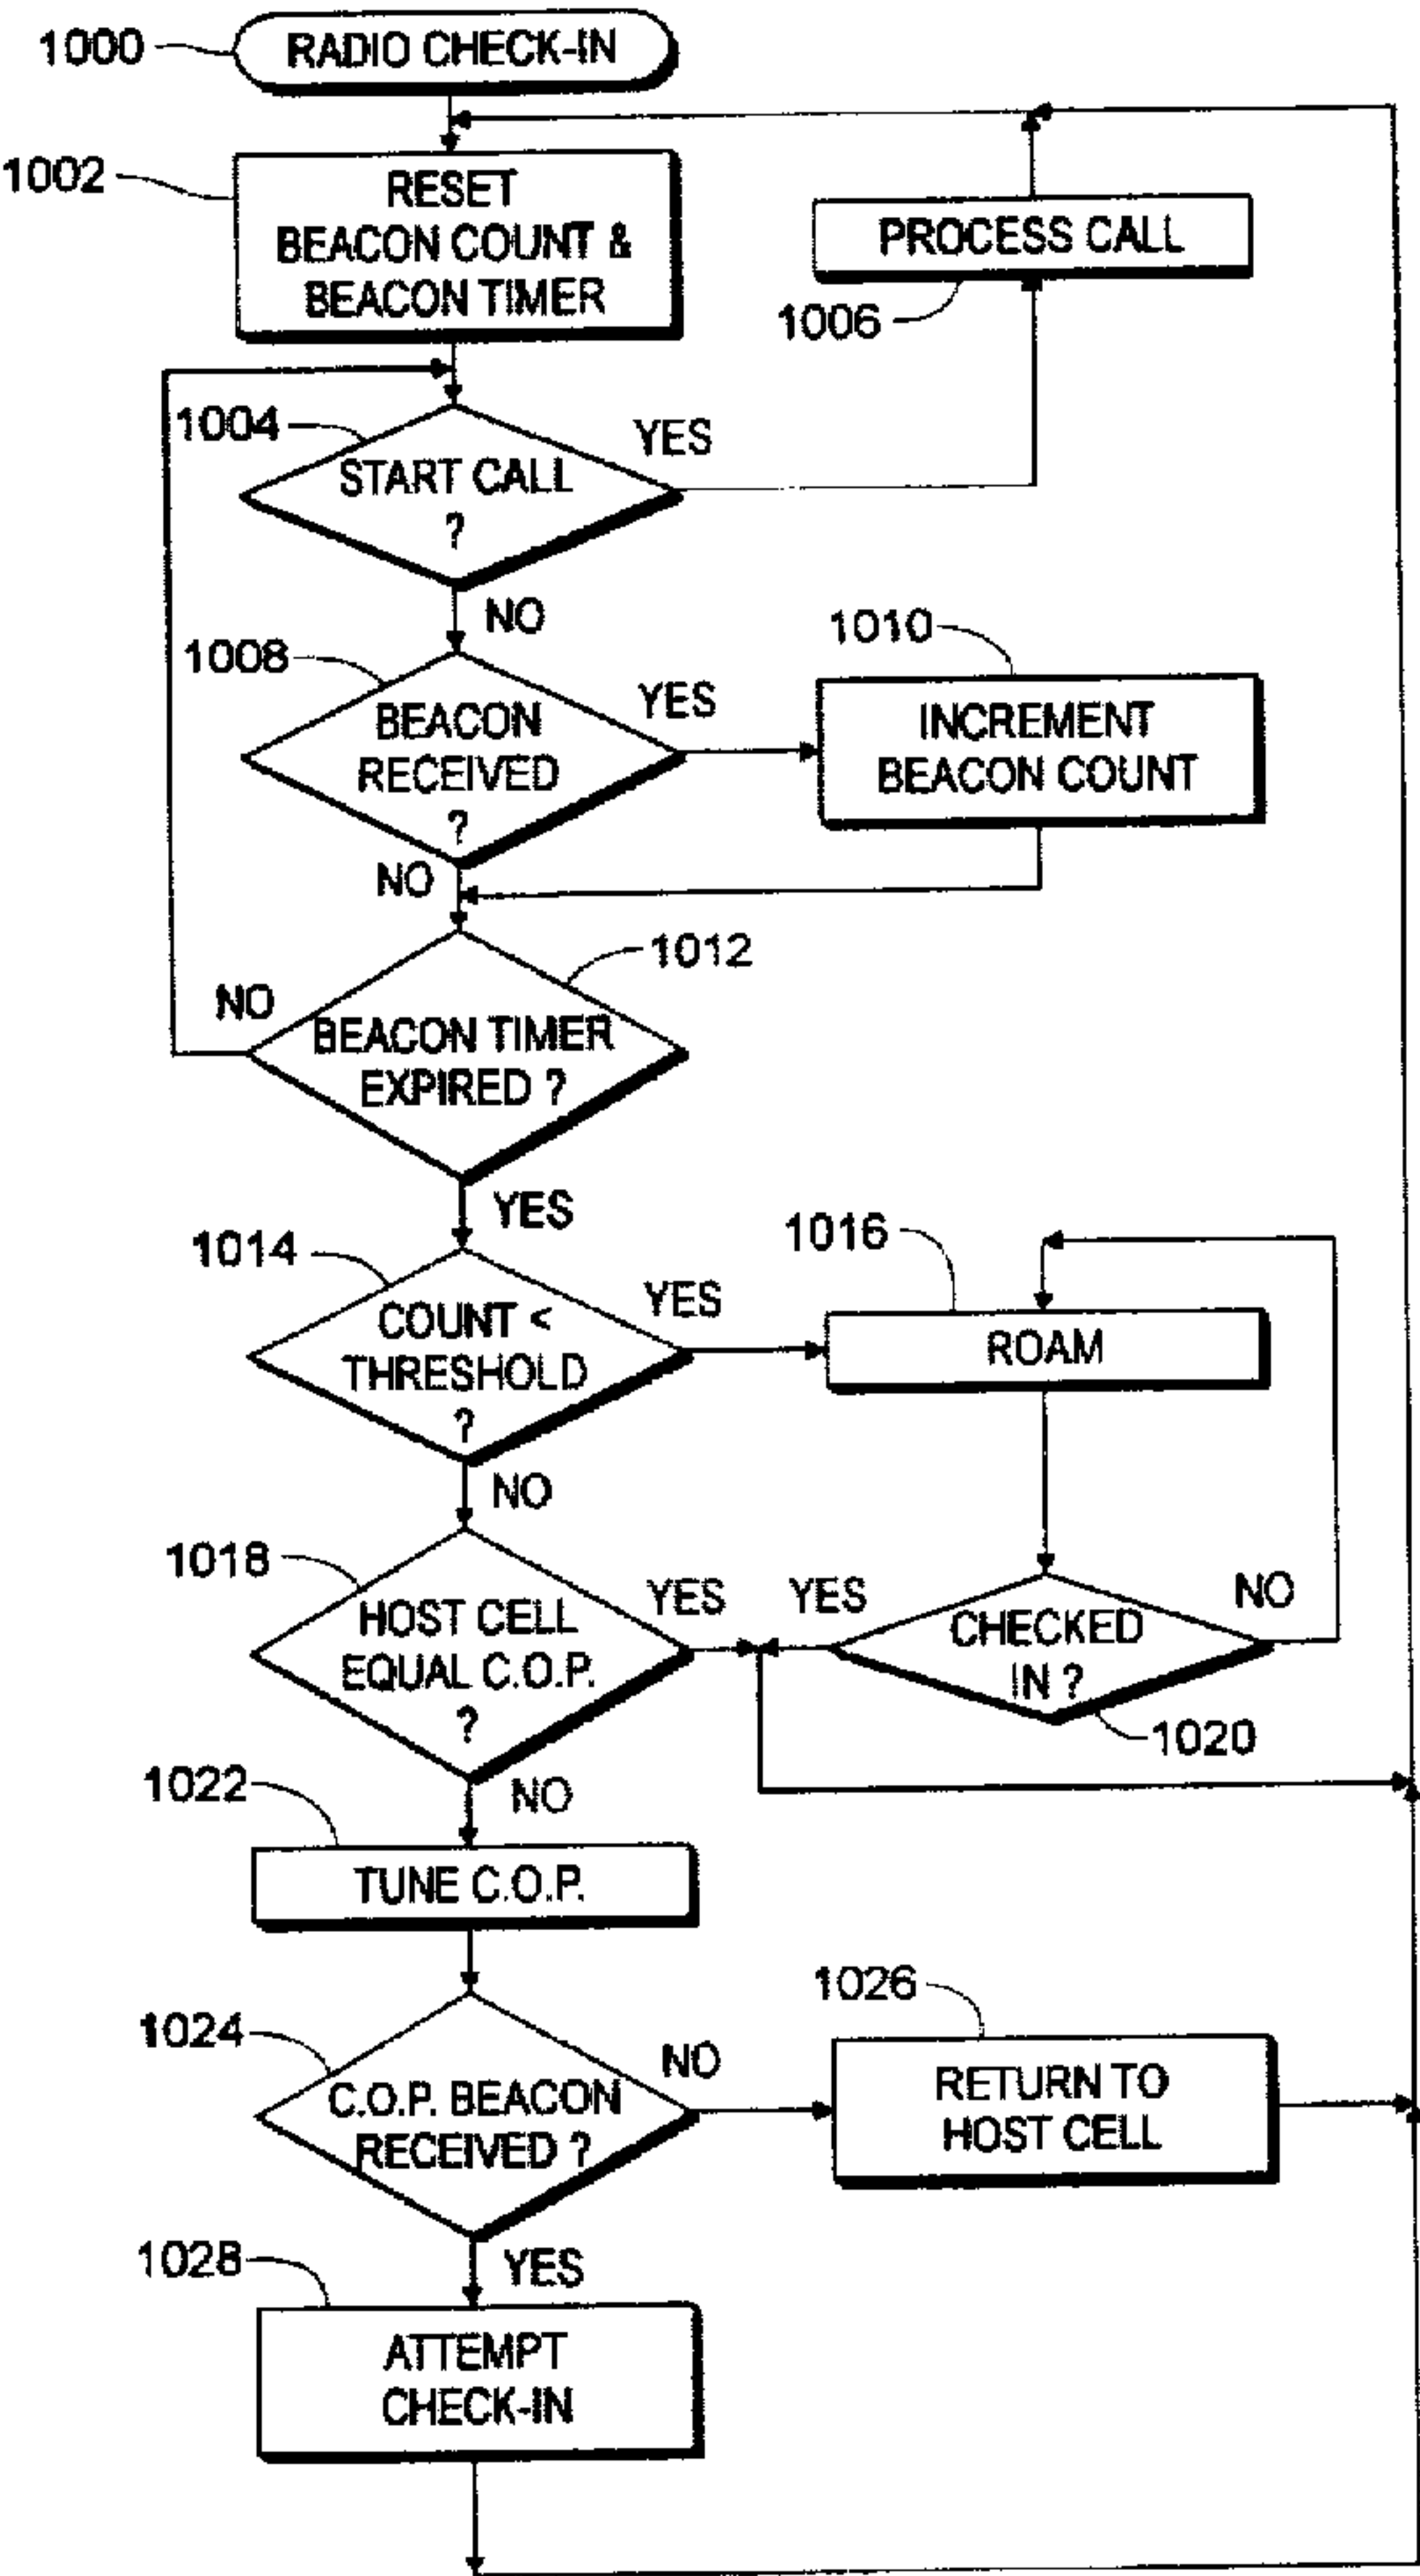 1000
RADIO CHECK-IN
1002
RESET
BEACON COUNT &
BEACON TIMER
PROCESS CALL
1006
1004
START CALL
?
YES
NO
1008
BEACON
RECEIVED
?
YES
1010
INCREMENT
BEACON COUNT
NO
1012
BEACON TIMER
EXPIRED ?
NO
YES
1014
COUNT <
THRESHOLD
?
YES
1016
ROAM
NO
1018
HOST CELL
EQUAL C.O.P.
?
YES
YES
CHECKED
IN ?
NO
1020
NO
1022
TUNE C.O.P.
1024
C.O.P. BEACON
RECEIVED ?
NO
1026
RETURN TO
HOST CELL
YES
1028
ATTEMPT
CHECK-IN